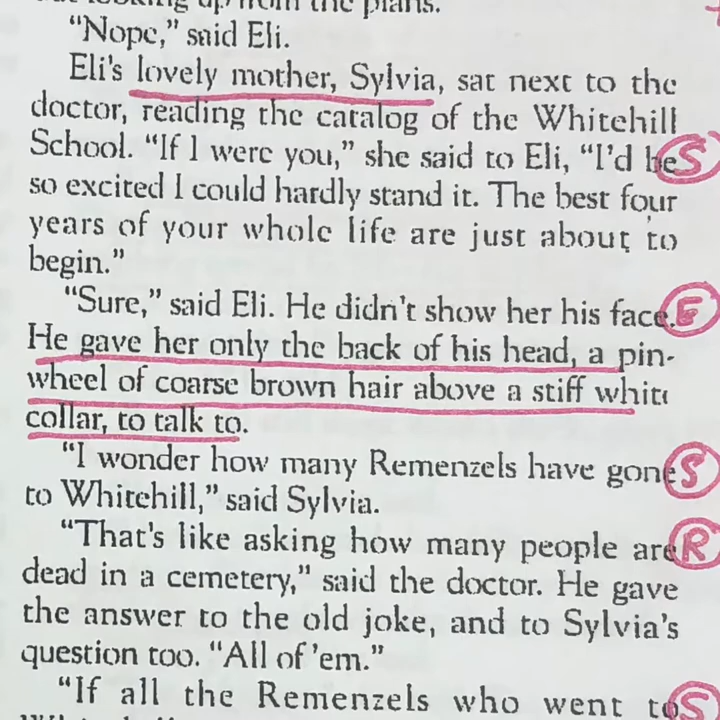 looking up from the plans.
“Nope,” said Eli.
Eli’s lovely mother, Sylvia, sat next to the
doctor, reading the catalog of the Whitehill
School. “If I were you,” she said to Eli, “I’d be S
so excited I could hardly stand it. The best four
years of your whole life are just about to
begin.”
“Sure,” said Eli. He didn’t show her his face. E
He gave her only the back of his head, a pin-
wheel of coarse brown hair above a stiff white
collar, to talk to.
“I wonder how many Remenzels have gone S
to Whitehill,” said Sylvia.
“That’s like asking how many people are R
dead in a cemetery,” said the doctor. He gave
the answer to the old joke, and to Sylvia’s
question too. “All of ’em.”
“If all the Remenzels who went to S